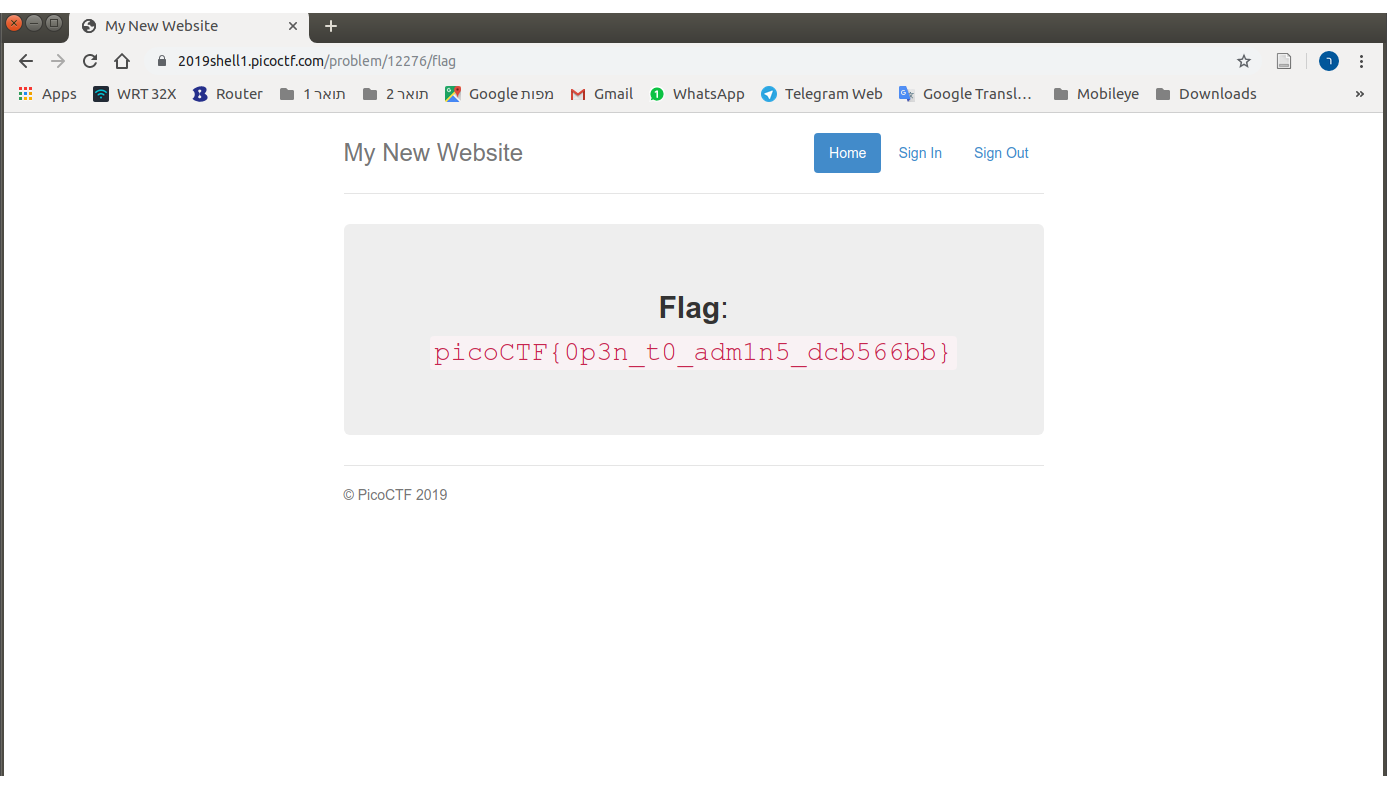 My New Website
2019shell1.picoctf.com/problem/12276/flag
Apps WRT 32X Router תואר 1 תואר 2 מפות Google Gmail WhatsApp Telegram Web Google Transl... Mobileye Downloads »
My New Website Home Sign In Sign Out
Flag:
picoCTF{0p3n_t0_adm1n5_dcb566bb}
© PicoCTF 2019